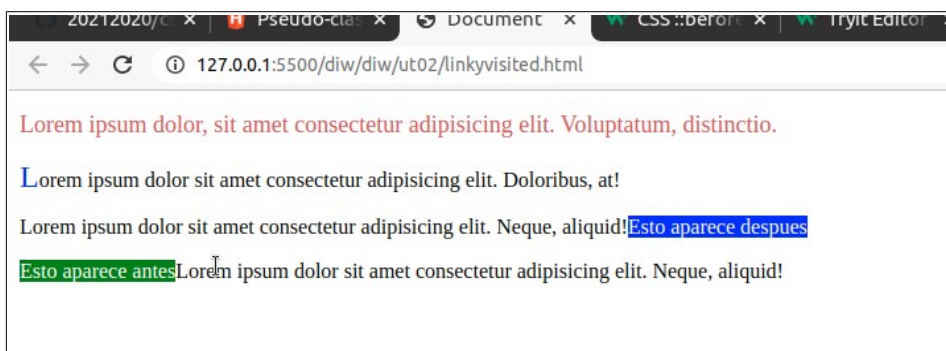 20212020/c
Pseudo-clas
Document
CSS ::before
Tryit Editor
127.0.0.1:5500/diw/diw/ut02/linkyvisited.html
Lorem ipsum dolor, sit amet consectetur adipisicing elit. Voluptatum, distinctio.
Lorem ipsum dolor sit amet consectetur adipisicing elit. Doloribus, at!
Lorem ipsum dolor sit amet consectetur adipisicing elit. Neque, aliquid!Esto aparece despues
Esto aparece antesLorem ipsum dolor sit amet consectetur adipisicing elit. Neque, aliquid!